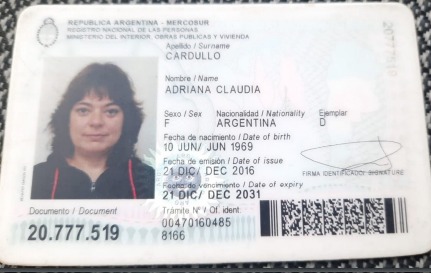 REPUBLICA ARGENTINA - MERCOSUR
REGISTRO NACIONAL DE LAS PERSONAS
MINISTERIO DEL INTERIOR, OBRAS PUBLICAS Y VIVIENDA
Apellido / Surname
CARDULLO
Nombre / Name
ADRIANA CLAUDIA
Sexo / Sex Nacionalidad / Nationality Ejemplar
F ARGENTINA D
Fecha de nacimiento / Date of birth
10 JUN/ JUN 1969
Fecha de emisión / Date of issue
21 DIC/ DEC 2016
FIRMA IDENTIFICADO/ SIGNATURE
Fecha de vencimiento / Date of expiry
21 DIC/ DEC 2031
Documento / Document
20.777.519
Trámite N° / Of. ident.
00470160485
8166